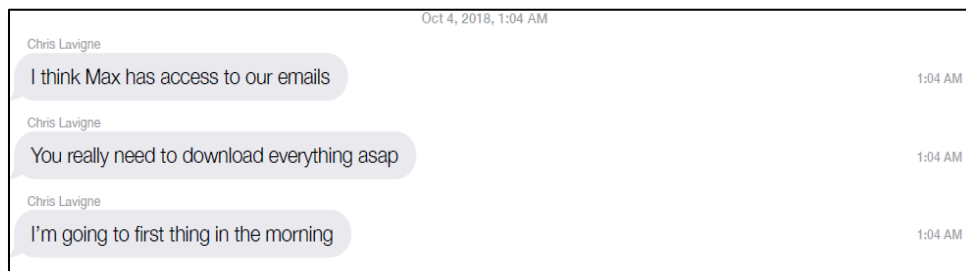 Oct 4, 2018, 1:04 AM
Chris Lavigne
I think Max has access to our emails
1:04 AM
Chris Lavigne
You really need to download everything asap
1:04 AM
Chris Lavigne
I'm going to first thing in the morning
1:04 AM